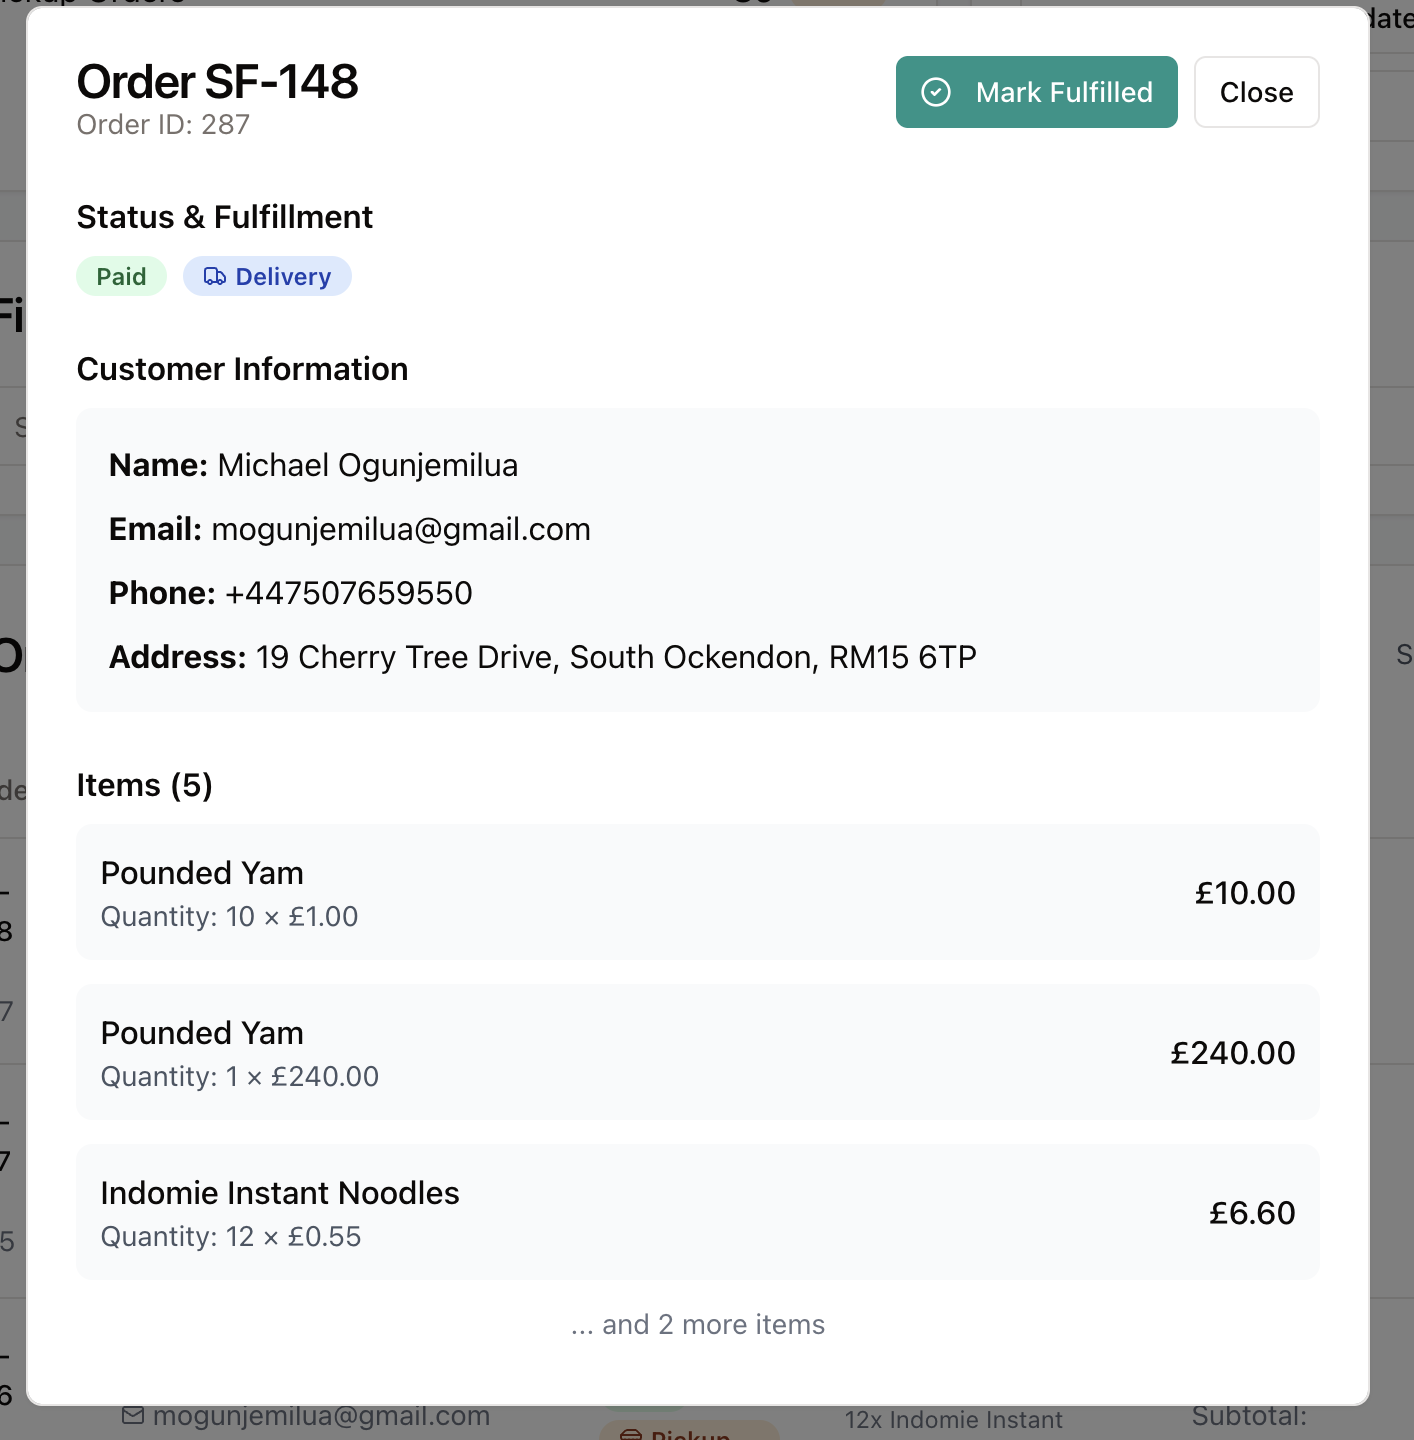 Order SF-148
Order ID: 287
Mark Fulfilled
Close
Status & Fulfillment
Paid
Delivery
Customer Information
Name: Michael Ogunjemilua
Email: mogunjemilua@gmail.com
Phone: +447507659550
Address: 19 Cherry Tree Drive, South Ockendon, RM15 6TP
Items (5)
Pounded Yam
Quantity: 10 × £1.00
£10.00
Pounded Yam
Quantity: 1 × £240.00
£240.00
Indomie Instant Noodles
Quantity: 12 × £0.55
£6.60
... and 2 more items
mogunjemilua@gmail.com
Pickup
12x Indomie Instant
Subtotal: